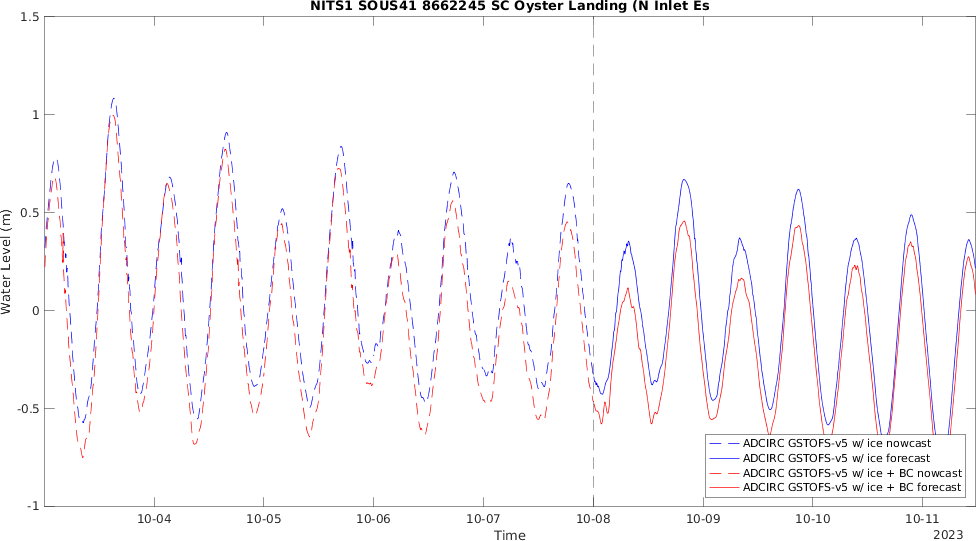 NITS1 SOUS41 8662245 SC Oyster Landing (N Inlet Es
1.5
1
0.5
0
-0.5
-1
Water Level (m)
10-04 10-05 10-06 10-07 10-08 10-09 10-10 10-11
Time
2023
ADCIRC GSTOFS-v5 w/ ice nowcast
ADCIRC GSTOFS-v5 w/ ice forecast
ADCIRC GSTOFS-v5 w/ ice + BC nowcast
ADCIRC GSTOFS-v5 w/ ice + BC forecast